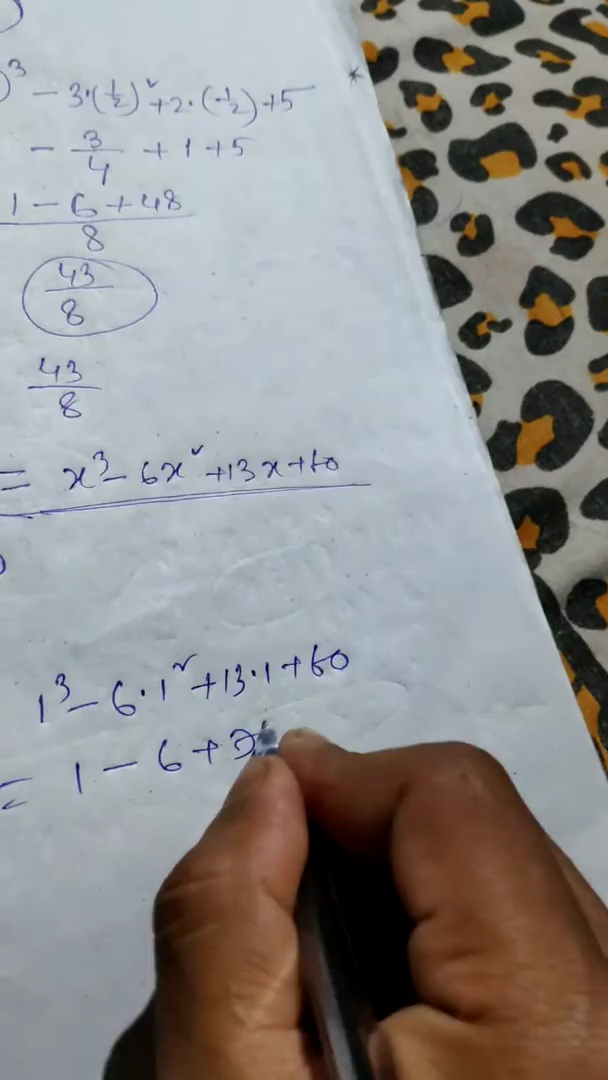 )³ - 3·(1/2)² + 2·(-1/2) + 5
- 3/4 + 1 + 5
1 - 6 + 48 / 8
43/8
43/8
= x³ - 6x² + 13x + 60
1³ - 6·1² + 13·1 + 60
= 1 - 6 +